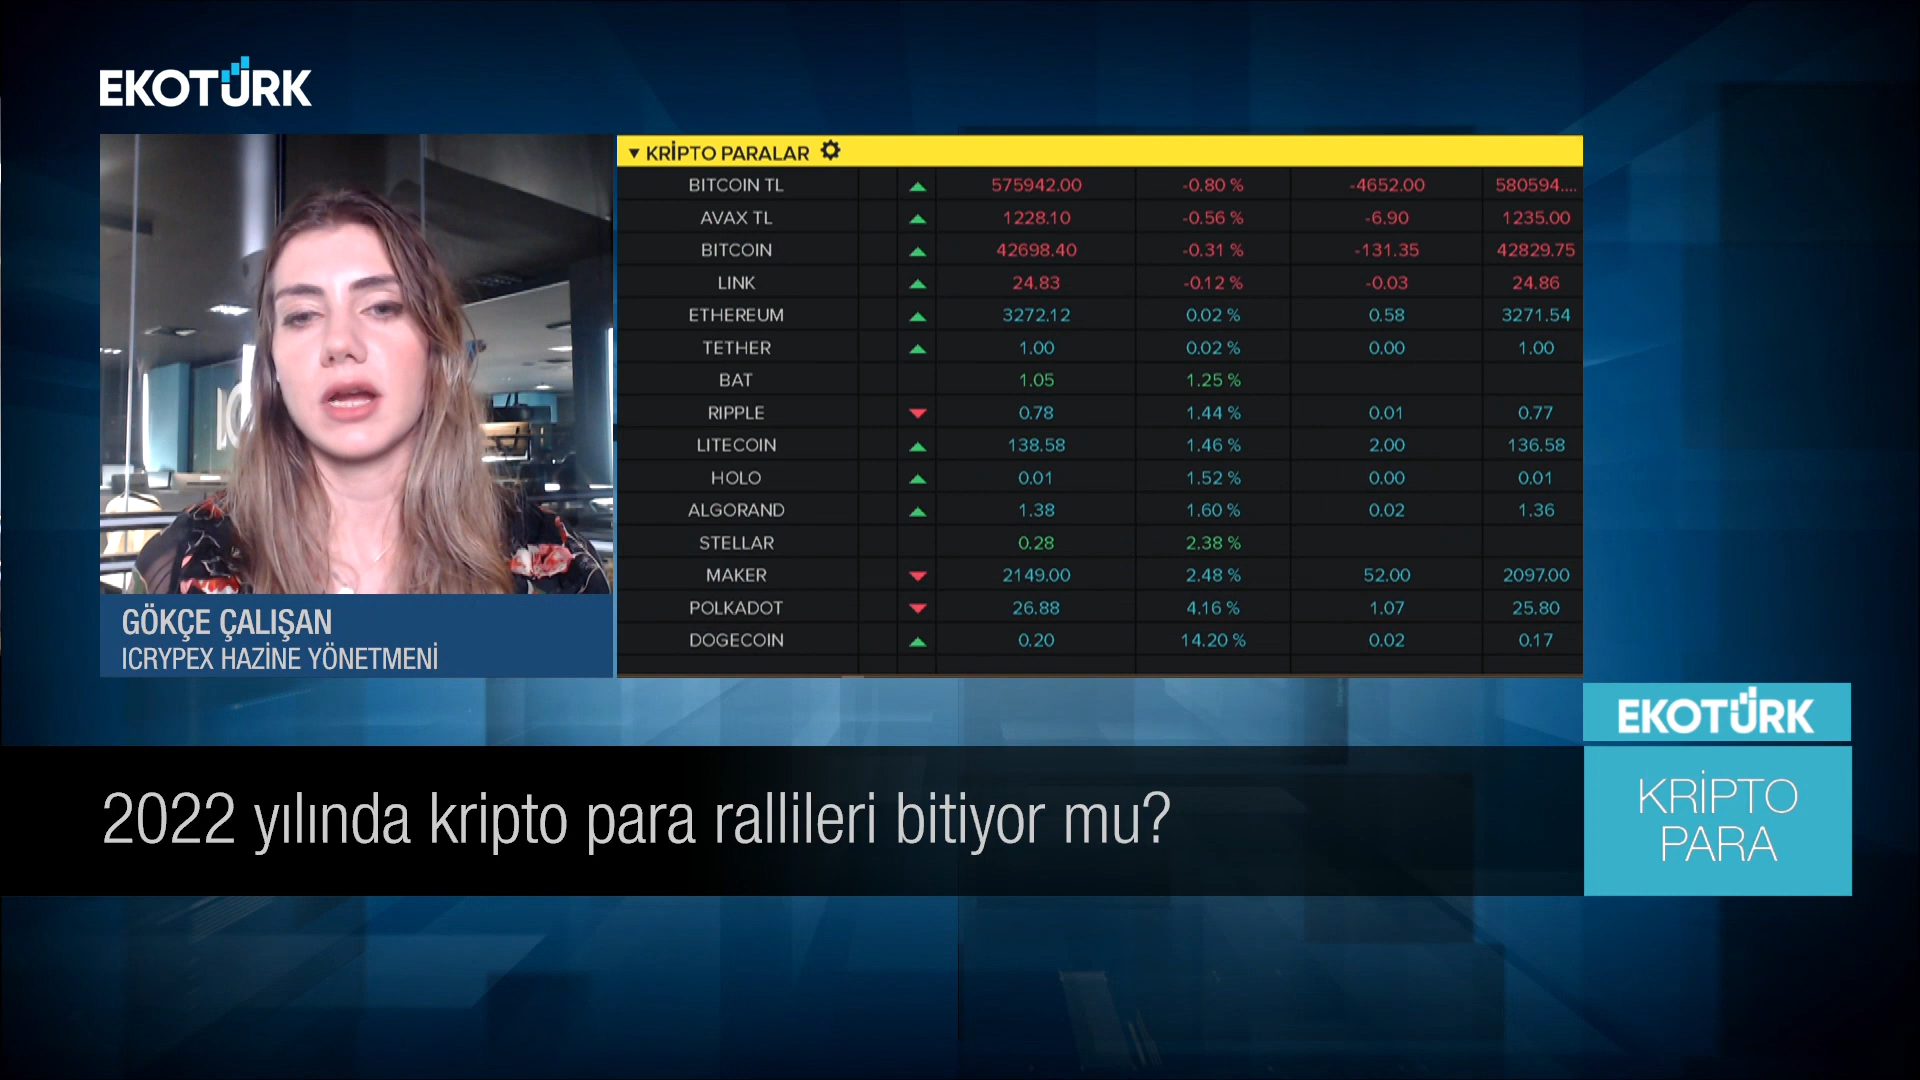 EKOTÜRK
▼ KRİPTO PARALAR
BITCOIN TL ▲ 575942.00 -0.80 % -4652.00 580594....
AVAX TL ▲ 1228.10 -0.56 % -6.90 1235.00
BITCOIN ▲ 42698.40 -0.31 % -131.35 42829.75
LINK ▲ 24.83 -0.12 % -0.03 24.86
ETHEREUM ▲ 3272.12 0.02 % 0.58 3271.54
TETHER ▲ 1.00 0.02 % 0.00 1.00
BAT 1.05 1.25 %
RIPPLE ▼ 0.78 1.44 % 0.01 0.77
LITECOIN ▲ 138.58 1.46 % 2.00 136.58
HOLO ▲ 0.01 1.52 % 0.00 0.01
ALGORAND ▲ 1.38 1.60 % 0.02 1.36
STELLAR 0.28 2.38 %
MAKER ▼ 2149.00 2.48 % 52.00 2097.00
POLKADOT ▼ 26.88 4.16 % 1.07 25.80
DOGECOIN ▲ 0.20 14.20 % 0.02 0.17
GÖKÇE ÇALIŞAN
ICRYPEX HAZİNE YÖNETMENİ
EKOTÜRK
2022 yılında kripto para rallileri bitiyor mu?
KRİPTO
PARA